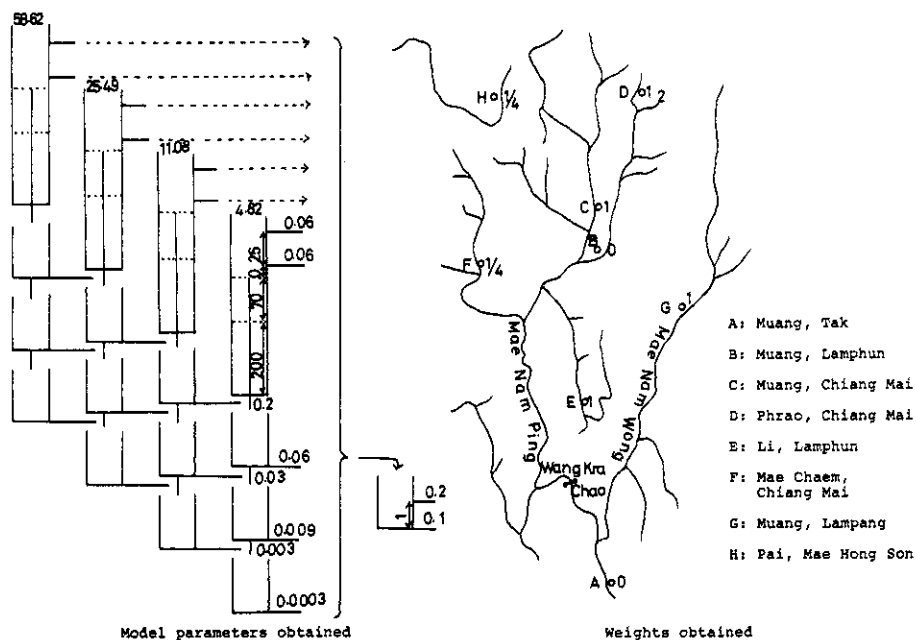 58·62
25·49
11·08
4·82
0·06
0·06
0·25
70
200
0·2
0·06
0·03
0·009
0·003
0·0003
0·2
0·1
1
Model parameters obtained
H 1/4
D 1
2
C 1
B 0
F 1/4
G 1
E 1
Mae Nam Ping
Mae Nam Wong
Wang Kra
Chao
A 0
A: Muang, Tak
B: Muang, Lamphun
C: Muang, Chiang Mai
D: Phrao, Chiang Mai
E: Li, Lamphun
F: Mae Chaem,
Chiang Mai
G: Muang, Lampang
H: Pai, Mae Hong Son
Weights obtained